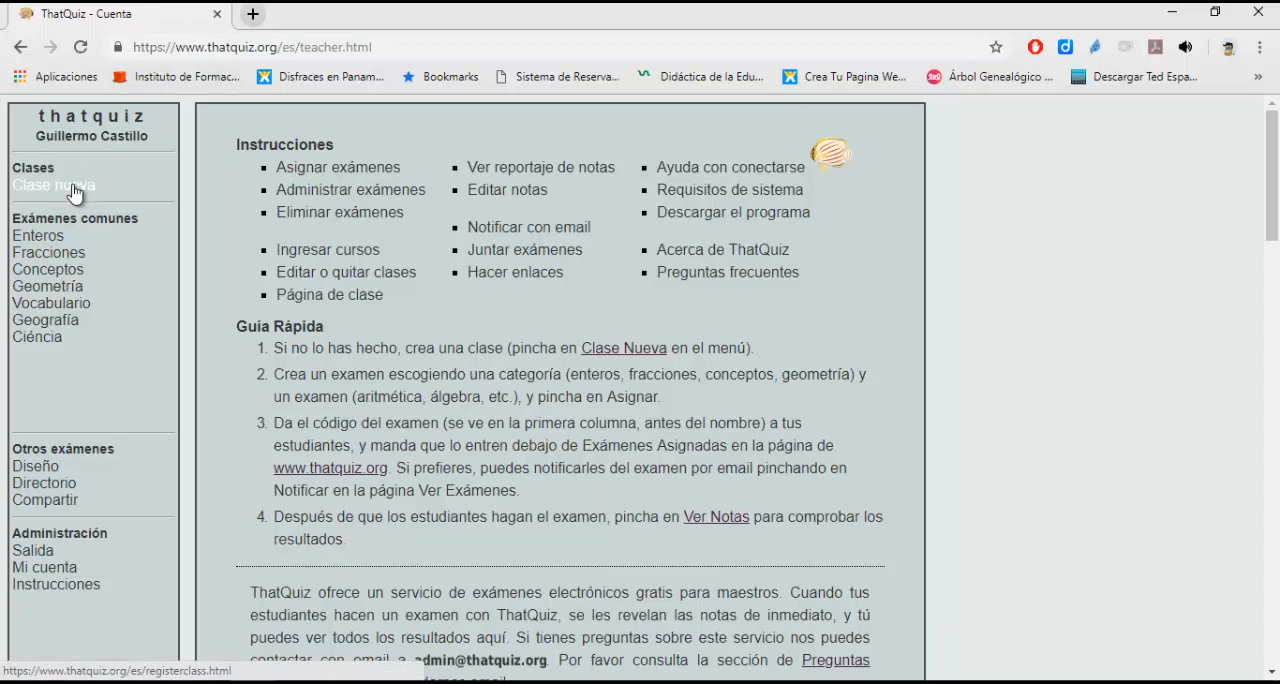 ThatQuiz - Cuenta
https://www.thatquiz.org/es/teacher.html
Aplicaciones Instituto de Formac... Disfraces en Panam... Bookmarks Sistema de Reserva... Didáctica de la Edu... Crea Tu Pagina We... Árbol Genealógico ... Descargar Ted Espa... »
thatquiz
Guillermo Castillo
Clases
Clase nueva
Exámenes comunes
Enteros
Fracciones
Conceptos
Geometría
Vocabulario
Geografía
Ciéncia
Otros exámenes
Diseño
Directorio
Compartir
Administración
Salida
Mi cuenta
Instrucciones
Instrucciones
Asignar exámenes
Administrar exámenes
Eliminar exámenes
Ingresar cursos
Editar o quitar clases
Página de clase
Ver reportaje de notas
Editar notas
Notificar con email
Juntar exámenes
Hacer enlaces
Ayuda con conectarse
Requisitos de sistema
Descargar el programa
Acerca de ThatQuiz
Preguntas frecuentes
Guía Rápida
1. Si no lo has hecho, crea una clase (pincha en Clase Nueva en el menú).
2. Crea un examen escogiendo una categoría (enteros, fracciones, conceptos, geometría) y
un examen (aritmética, álgebra, etc.), y pincha en Asignar.
3. Da el código del examen (se ve en la primera columna, antes del nombre) a tus
estudiantes, y manda que lo entren debajo de Exámenes Asignadas en la página de
www.thatquiz.org. Si prefieres, puedes notificarles del examen por email pinchando en
Notificar en la página Ver Exámenes.
4. Después de que los estudiantes hagan el examen, pincha en Ver Notas para comprobar los
resultados.
ThatQuiz ofrece un servicio de exámenes electrónicos gratis para maestros. Cuando tus
estudiantes hacen un examen con ThatQuiz, se les revelan las notas de inmediato, y tú
puedes ver todos los resultados aquí. Si tienes preguntas sobre este servicio nos puedes
contactar con email a admin@thatquiz.org. Por favor consulta la sección de Preguntas
email.
https://www.thatquiz.org/es/registerclass.html